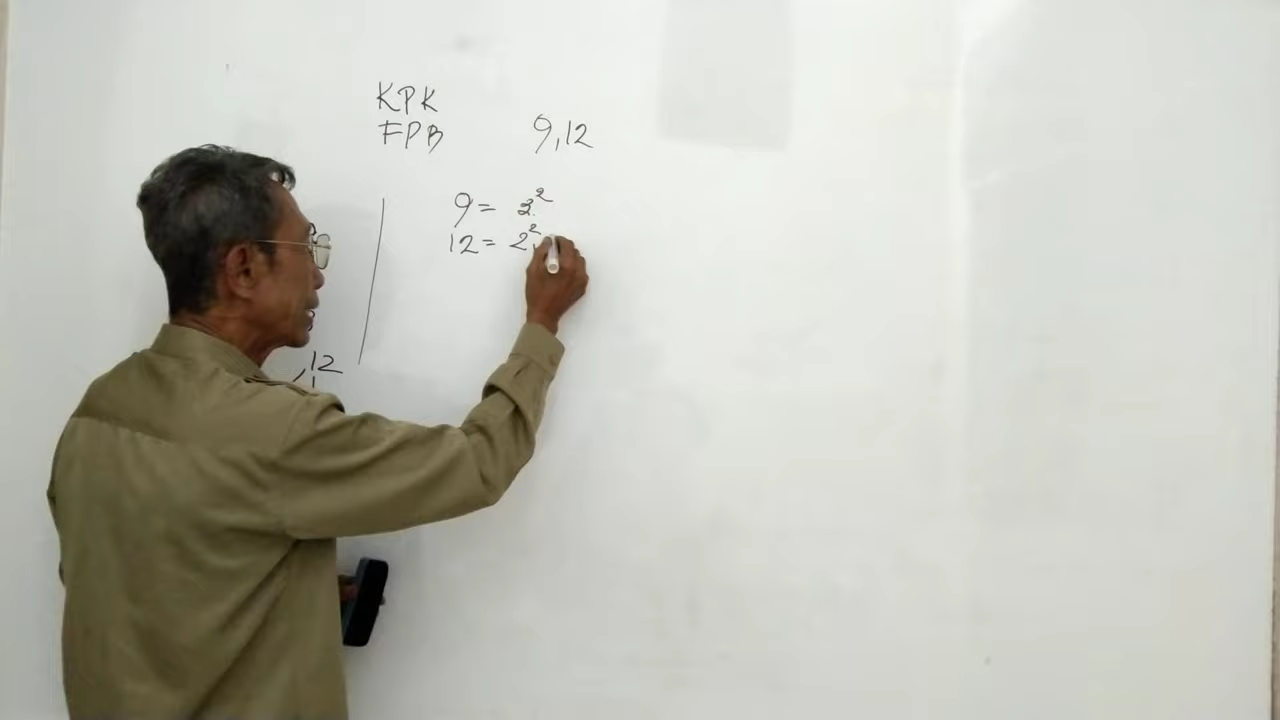 KPK
FPB 9,12
9 = 3²
12 = 2²
,12